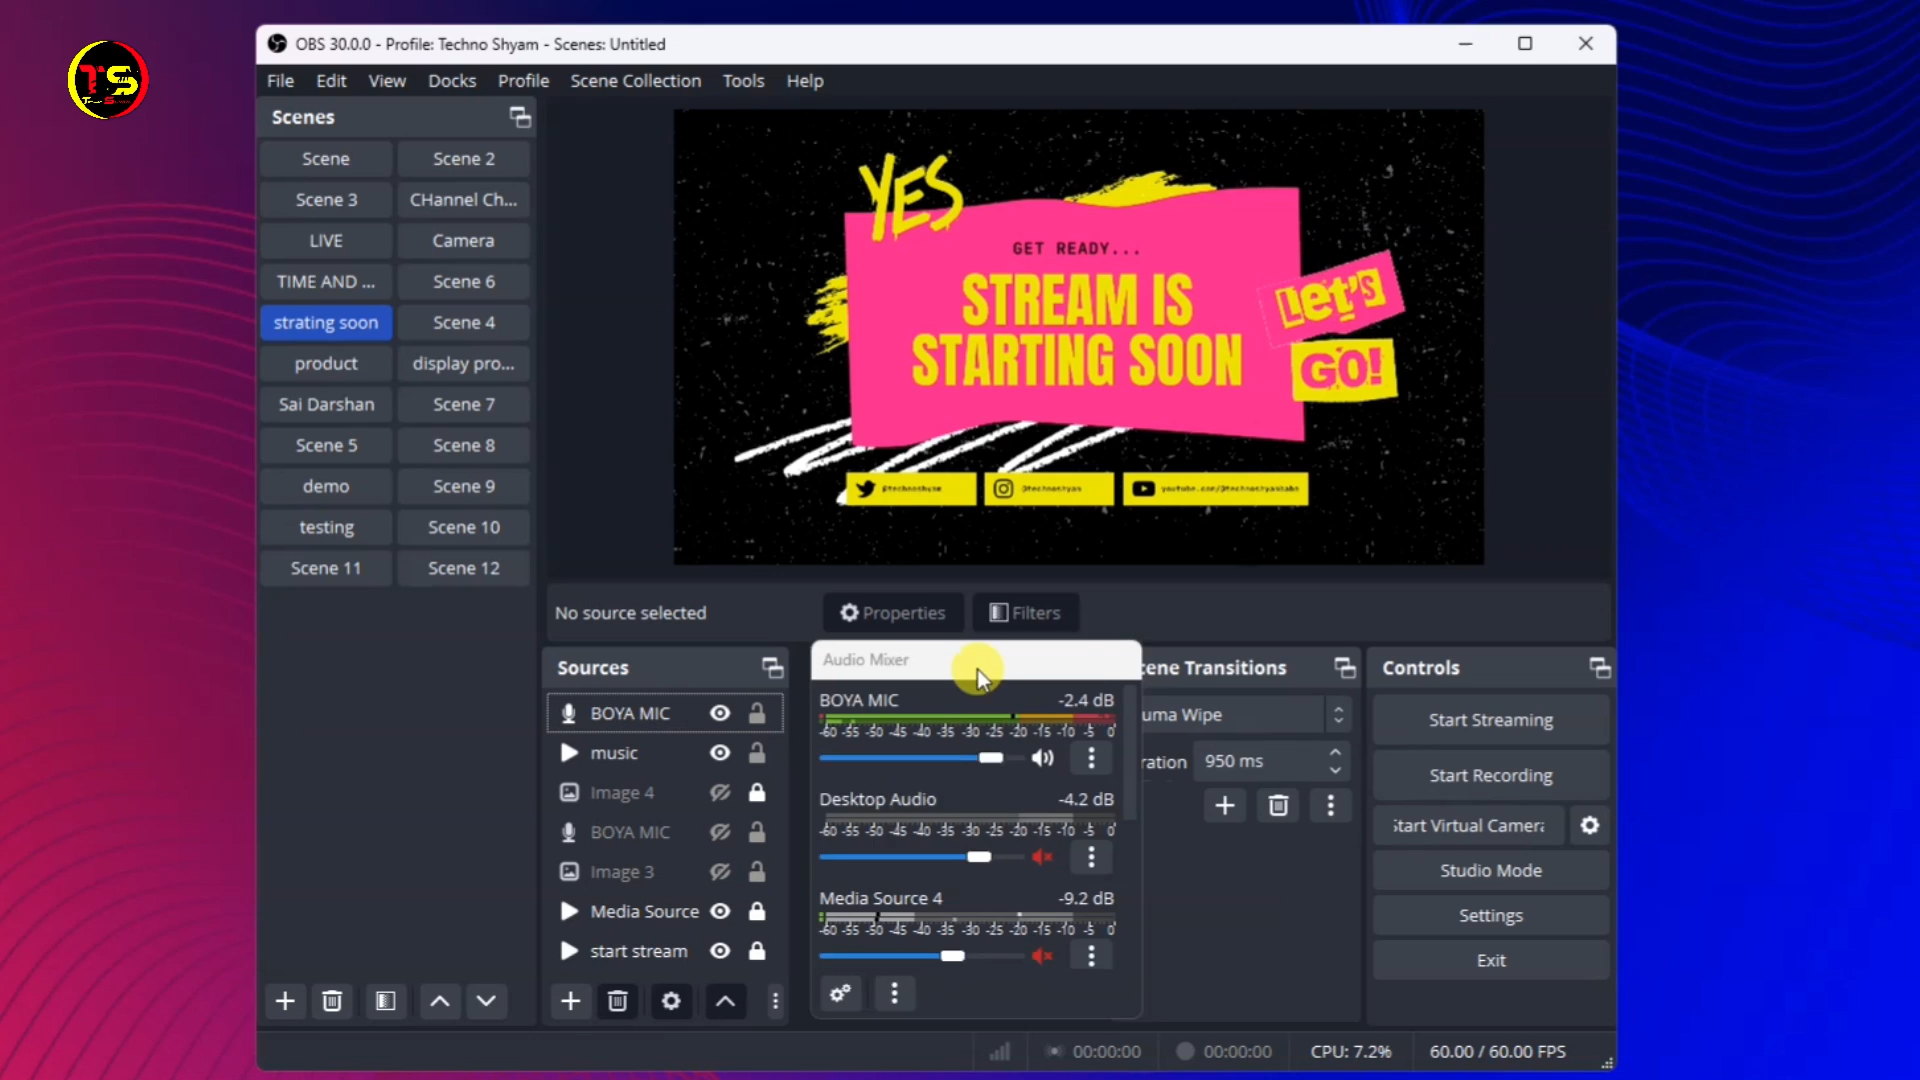 TS
OBS 30.0.0 - Profile: Techno Shyam - Scenes: Untitled
File Edit View Docks Profile Scene Collection Tools Help
Scenes
Scene Scene 2
Scene 3 CHannel Ch...
LIVE Camera
TIME AND ... Scene 6
strating soon Scene 4
product display pro...
Sai Darshan Scene 7
Scene 5 Scene 8
demo Scene 9
testing Scene 10
Scene 11 Scene 12
YES
GET READY...
STREAM IS
STARTING SOON
Let's
GO!
@technoshyam @technoshyam
No source selected Properties Filters
Sources
BOYA MIC
music
Image 4
BOYA MIC
Image 3
Media Source
start stream
Audio Mixer
BOYA MIC -2.4 dB
-60 -55 -50 -45 -40 -35 -30 -25 -20 -15 -10 -5 0
Desktop Audio -4.2 dB
-60 -55 -50 -45 -40 -35 -30 -25 -20 -15 -10 -5 0
Media Source 4 -9.2 dB
-60 -55 -50 -45 -40 -35 -30 -25 -20 -15 -10 -5 0
cene Transitions
uma Wipe
ration 950 ms
Controls
Start Streaming
Start Recording
Start Virtual Camera
Studio Mode
Settings
Exit
00:00:00 00:00:00 CPU: 7.2% 60.00 / 60.00 FPS